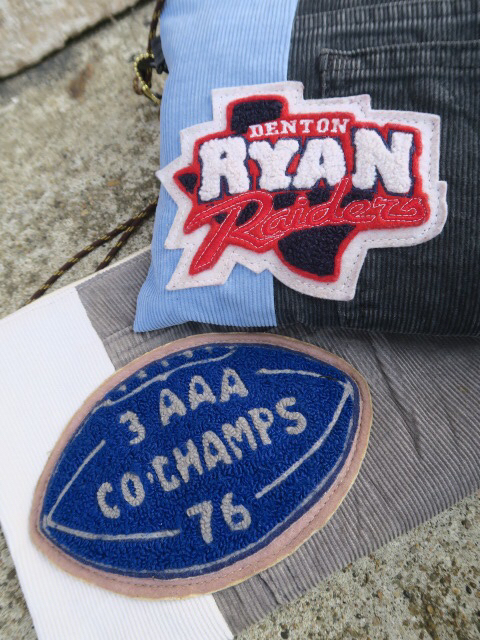 DENTON
RYAN
Raiders
3 AAA
CO·CHAMPS
76